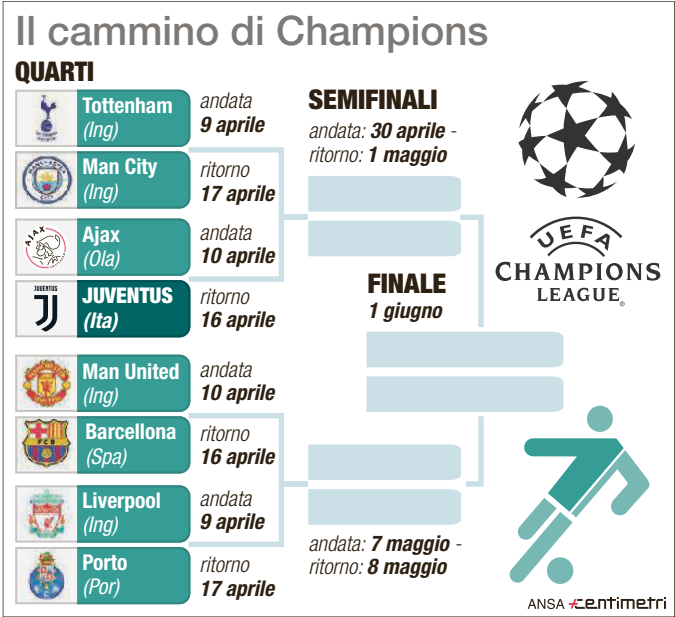 Il cammino di Champions
QUARTI
Tottenham
(Ing)
andata
9 aprile
Man City
(Ing)
ritorno
17 aprile
AJAX
Ajax
(Ola)
andata
10 aprile
JUVENTUS
JUVENTUS
(Ita)
ritorno
16 aprile
Man United
(Ing)
andata
10 aprile
FCB
Barcellona
(Spa)
ritorno
16 aprile
Liverpool
(Ing)
andata
9 aprile
Porto
(Por)
ritorno
17 aprile
SEMIFINALI
andata: 30 aprile -
ritorno: 1 maggio
FINALE
1 giugno
andata: 7 maggio -
ritorno: 8 maggio
UEFA
CHAMPIONS
LEAGUE®
ANSA centimetri